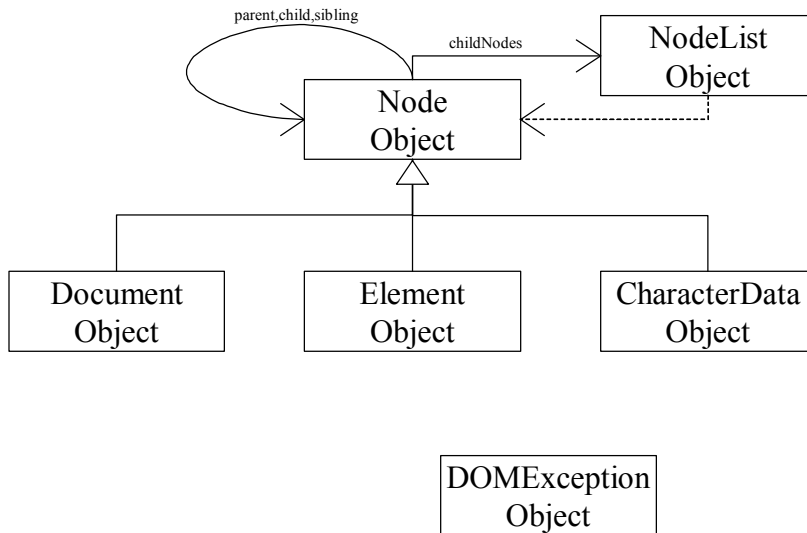 parent,child,sibling
childNodes
NodeList
Object
Node
Object
Document
Object
Element
Object
CharacterData
Object
DOMException
Object